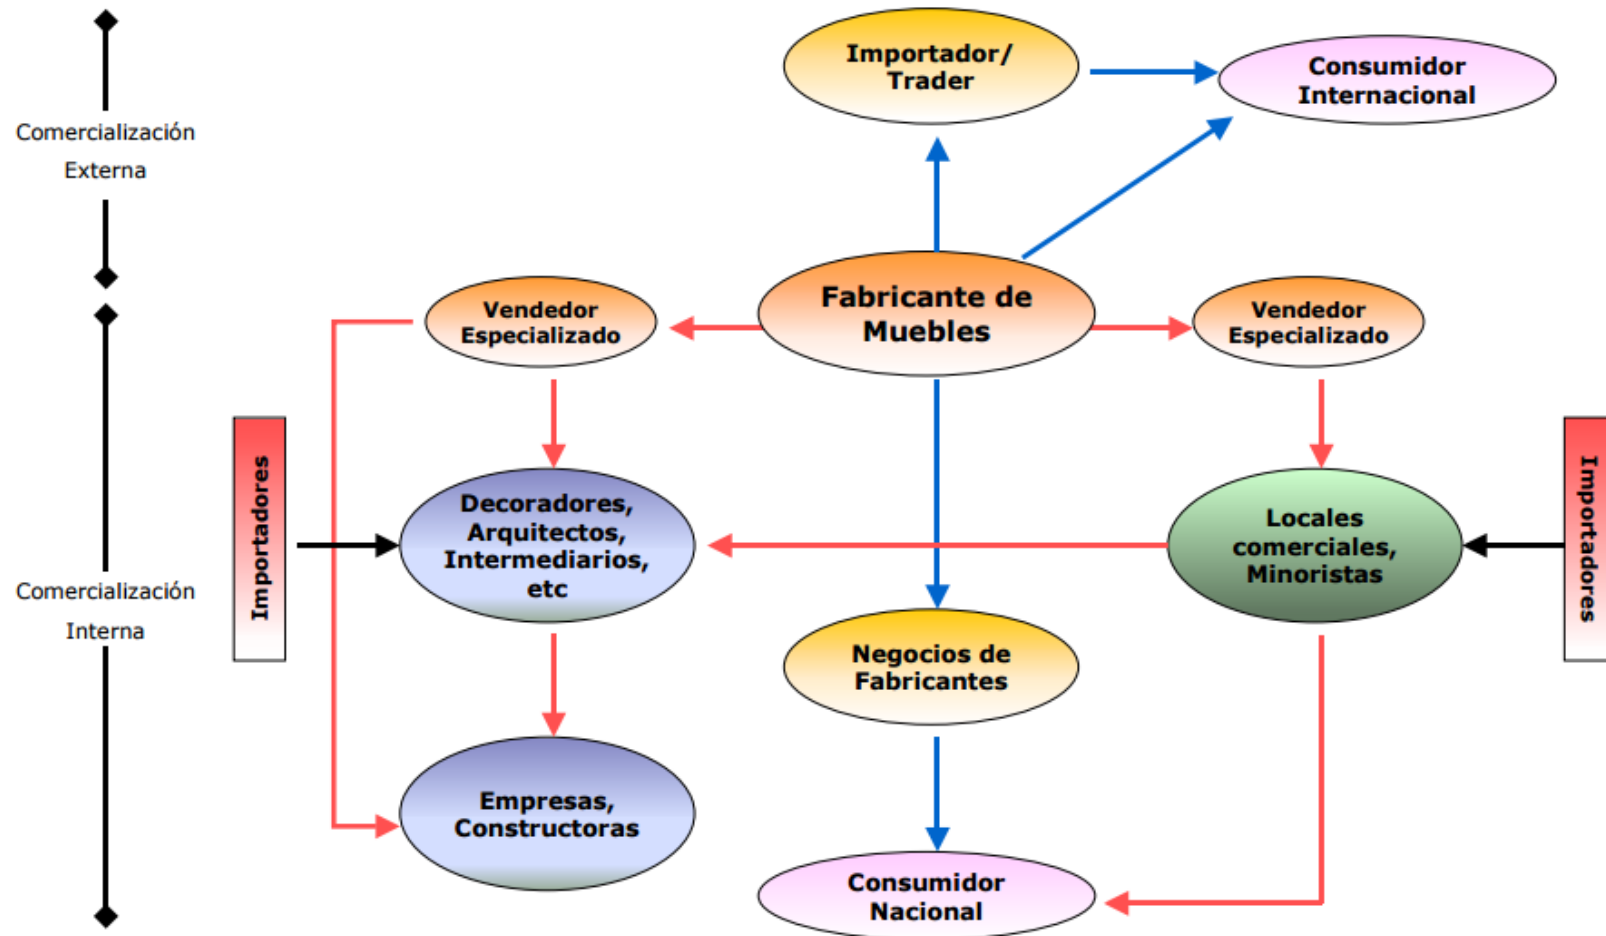 Importador/
Trader
Consumidor
Internacional
Comercialización
Externa
Fabricante de
Muebles
Vendedor
Especializado
Vendedor
Especializado
Importadores
Decoradores,
Arquitectos,
Intermediarios,
etc
Locales
comerciales,
Minoristas
Importadores
Comercialización
Interna
Negocios de
Fabricantes
Empresas,
Constructoras
Consumidor
Nacional